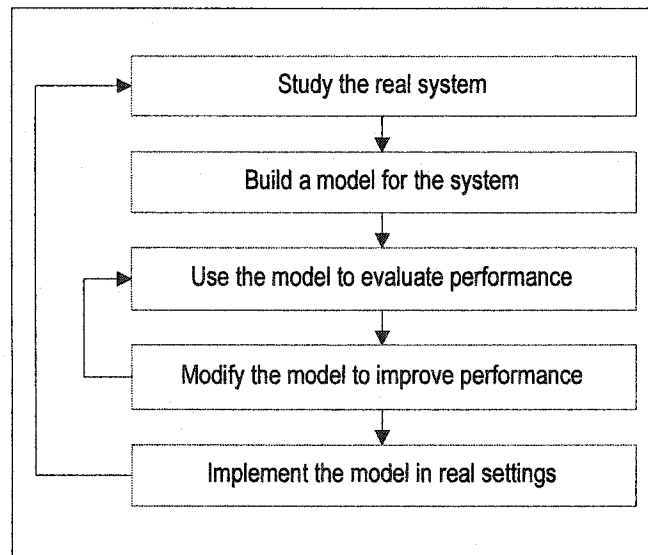 Study the real system
Build a model for the system
Use the model to evaluate performance
Modify the model to improve performance
Implement the model in real settings